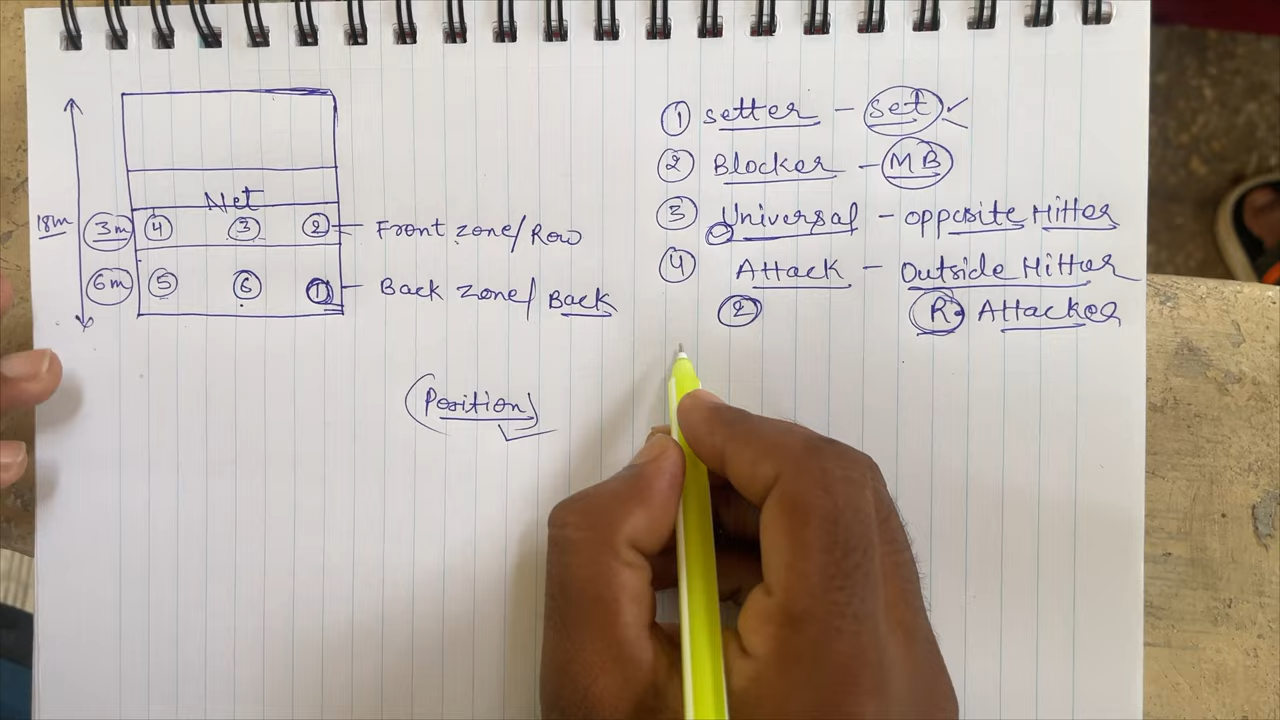 Net
18m
3m 4 3 2 Front zone/Row
6m 5 6 1 Back zone/Back
Position
1 setter - Set
2 Blocker - MB
3 Universal - opposite Hitter
4 Attack - Outside Hitter
2 R. Attacker